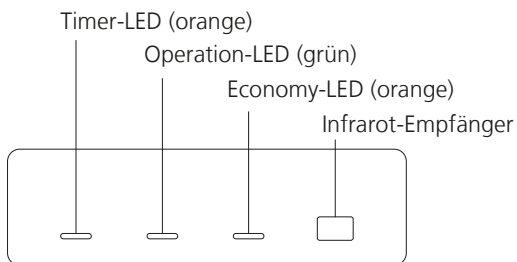 Timer-LED (orange)
Operation-LED (grün)
Economy-LED (orange)
Infrarot-Empfänger